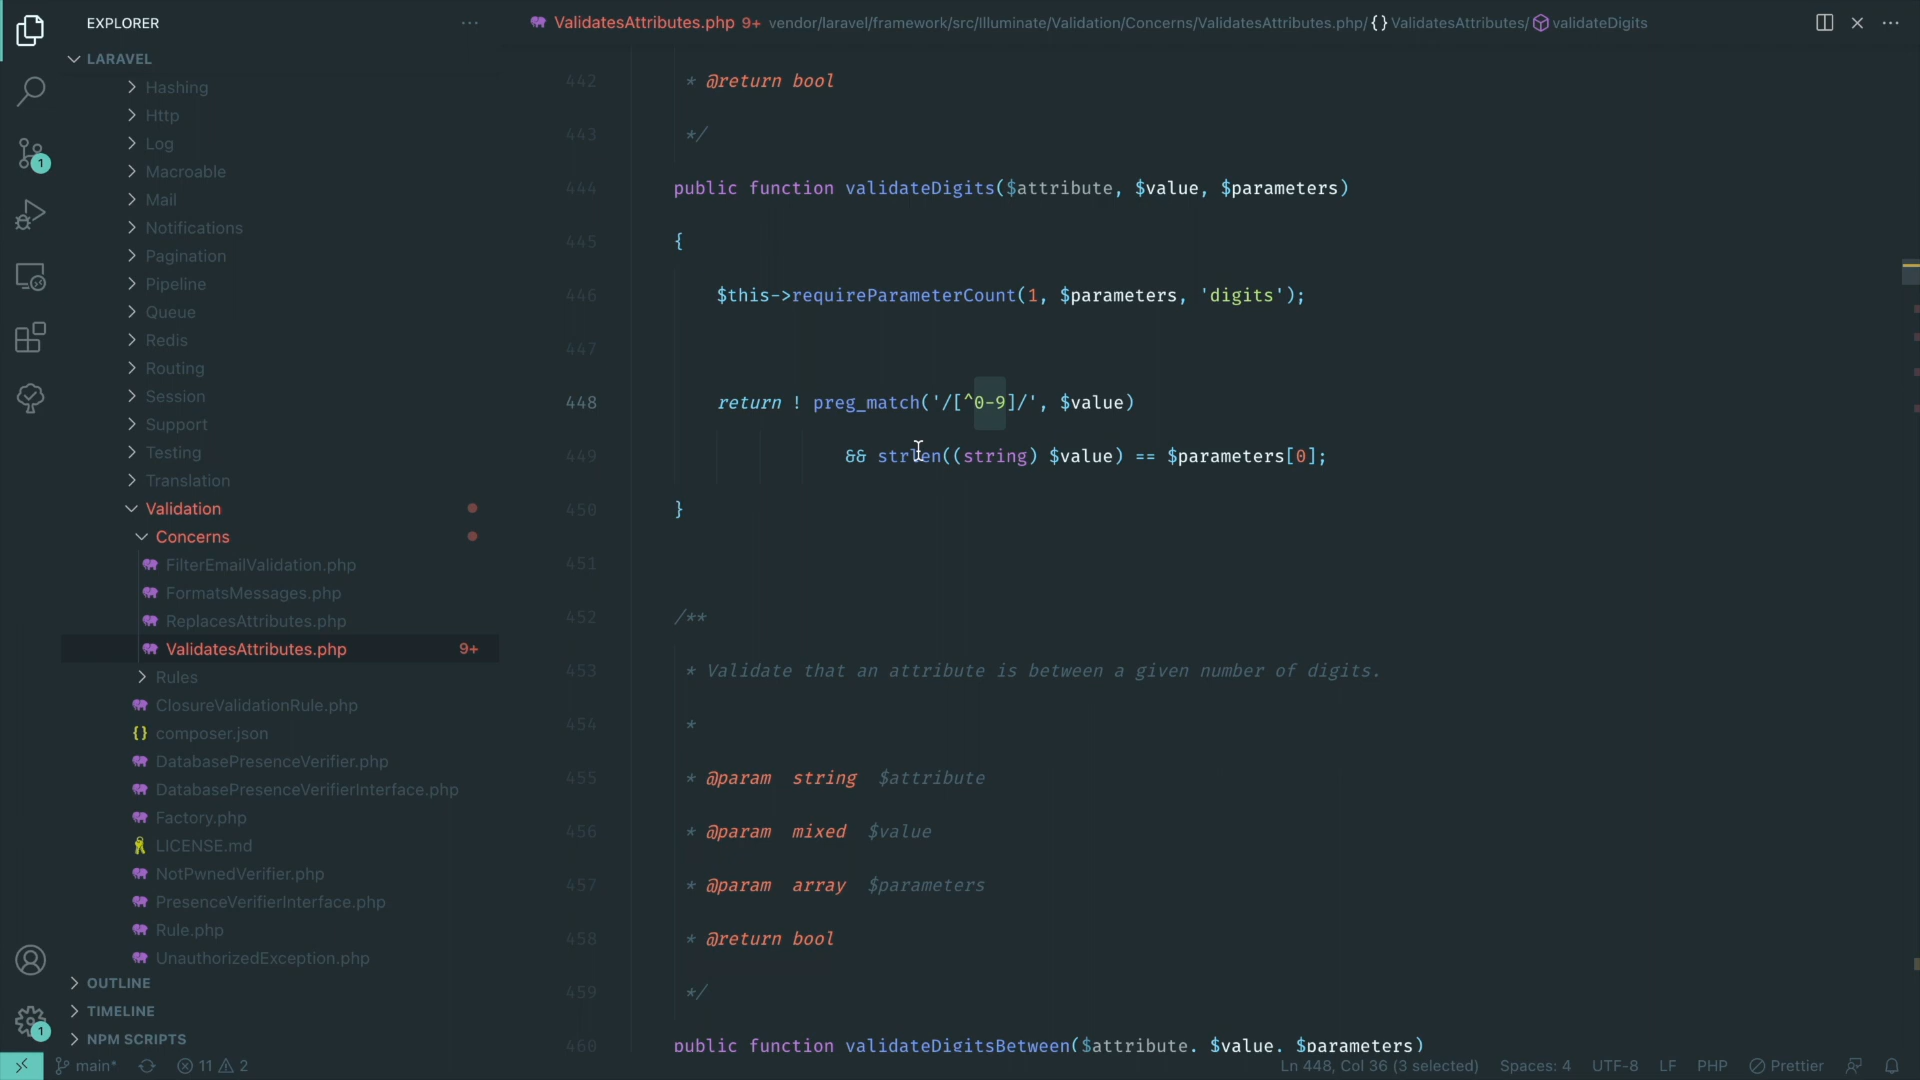 EXPLORER
ValidatesAttributes.php 9+ vendor/laravel/framework/src/Illuminate/Validation/Concerns/ValidatesAttributes.php/ {} ValidatesAttributes/ validateDigits
LARAVEL
Hashing
Http
Log
Macroable
Mail
Notifications
Pagination
Pipeline
Queue
Redis
Routing
Session
Support
Testing
Translation
Validation
Concerns
FilterEmailValidation.php
FormatsMessages.php
ReplacesAttributes.php
ValidatesAttributes.php 9+
Rules
ClosureValidationRule.php
{} composer.json
DatabasePresenceVerifier.php
DatabasePresenceVerifierInterface.php
Factory.php
LICENSE.md
NotPwnedVerifier.php
PresenceVerifierInterface.php
Rule.php
UnauthorizedException.php
OUTLINE
TIMELINE
NPM SCRIPTS
1
1
442 * @return bool
443 */
444 public function validateDigits($attribute, $value, $parameters)
445 {
446 $this->requireParameterCount(1, $parameters, 'digits');
447
448 return ! preg_match('/[^0-9]/', $value)
449 && strlen((string) $value) == $parameters[0];
450 }
451
452 /**
453 * Validate that an attribute is between a given number of digits.
454 *
455 * @param string $attribute
456 * @param mixed $value
457 * @param array $parameters
458 * @return bool
459 */
460 public function validateDigitsBetween($attribute, $value, $parameters)
main* 11 2 Ln 448, Col 36 (3 selected) Spaces: 4 UTF-8 LF PHP Prettier